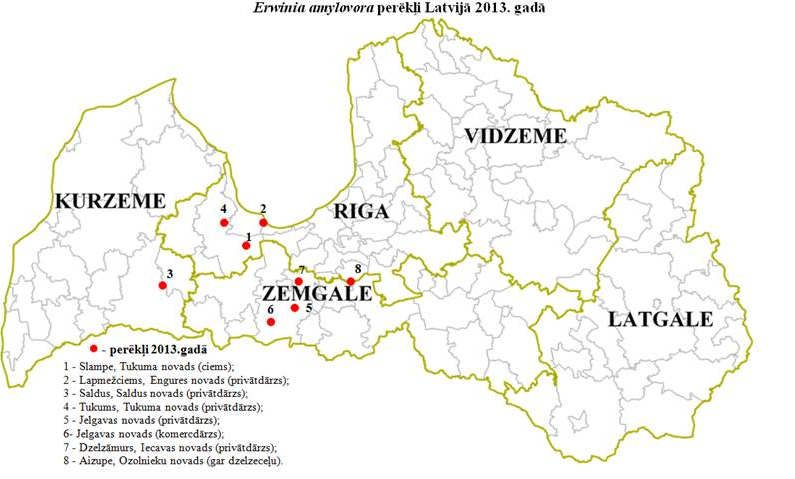 Erwinia amylovora perēkļi Latvijā 2013. gadā
VIDZEME
KURZEME
RIGA
4
2
1
3
7
8
ZEMGALE
5
6
LATGALE
- perēkļi 2013.gadā
1 - Slampe, Tukuma novads (ciems);
2 - Lapmežciems, Engures novads (privātdārzs);
3 - Saldus, Saldus novads (privātdārzs);
4 - Tukums, Tukuma novads (privātdārzs);
5 - Jelgavas novads (privātdārzs);
6- Jelgavas novads (komercdārzs);
7 - Dzelzāmurs, Iecavas novads (privātdārzs);
8 - Aizupe, Ozolnieku novads (gar dzelzceļu).